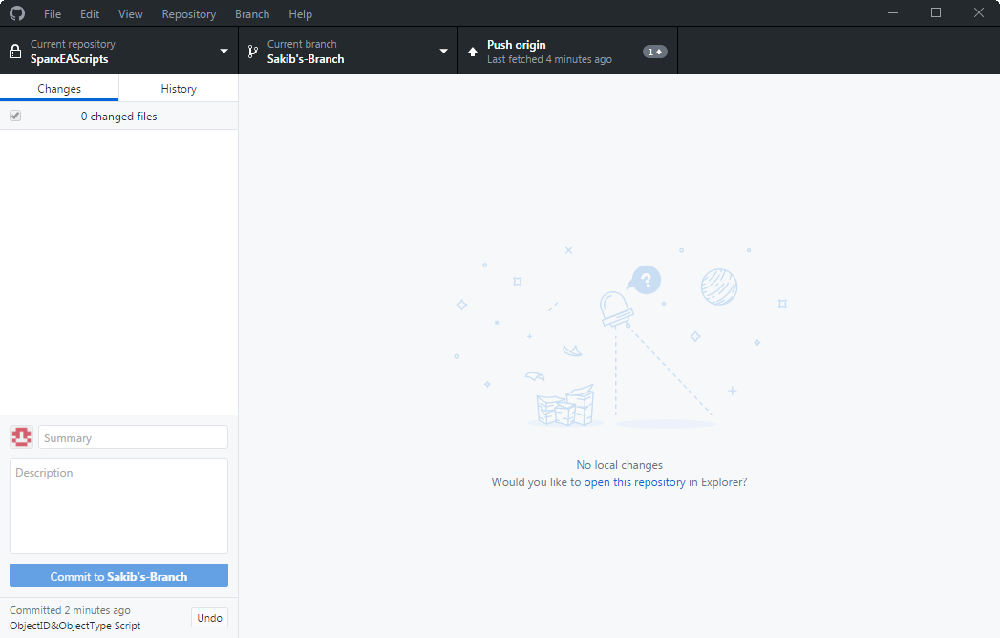 File Edit View Repository Branch Help
Current repository
SparxEAScripts
Current branch
Sakib's-Branch
Push origin
Last fetched 4 minutes ago
1
Changes History
0 changed files
?
No local changes
Would you like to open this repository in Explorer?
Summary
Description
Commit to Sakib's-Branch
Committed 2 minutes ago
ObjectID&ObjectType Script
Undo